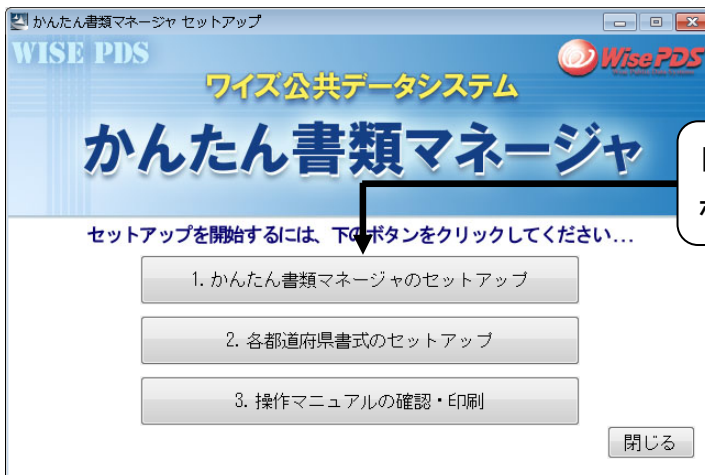 かんたん書類マネージャ セットアップ
WISE PDS
Wise PDS
ワイズ公共データシステム
かんたん書類マネージャ
セットアップを開始するには、下のボタンをクリックしてください...
1. かんたん書類マネージャのセットアップ
2. 各都道府県書式のセットアップ
3. 操作マニュアルの確認・印刷
閉じる